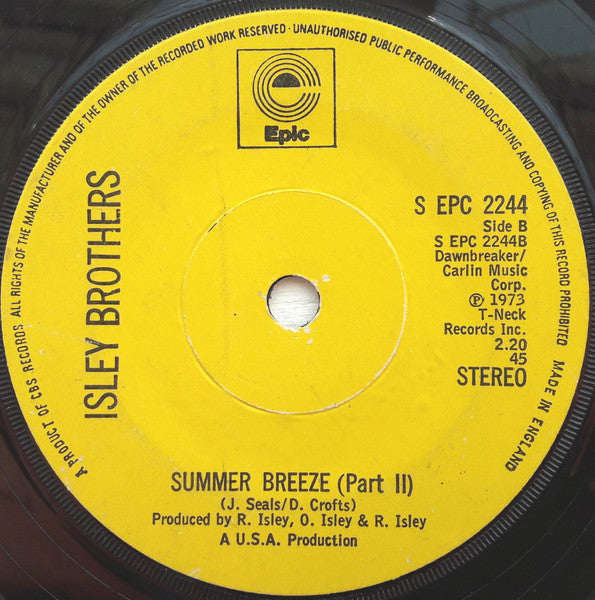 ALL RIGHTS OF THE MANUFACTURER AND OF THE OWNER OF THE RECORDED WORK RESERVED · UNAUTHORISED PUBLIC PERFORMANCE BROADCASTING AND COPYING OF THIS RECORD PROHIBITED
MADE IN ENGLAND
A PRODUCT OF CBS RECORDS
Epic
ISLEY BROTHERS
S EPC 2244
Side B
S EPC 2244B
Dawnbreaker/
Carlin Music
Corp.
℗ 1973
T-Neck
Records Inc.
2.20
45
STEREO
SUMMER BREEZE (Part II)
(J. Seals/D. Crofts)
Produced by R. Isley, O. Isley & R. Isley
A U.S.A. Production